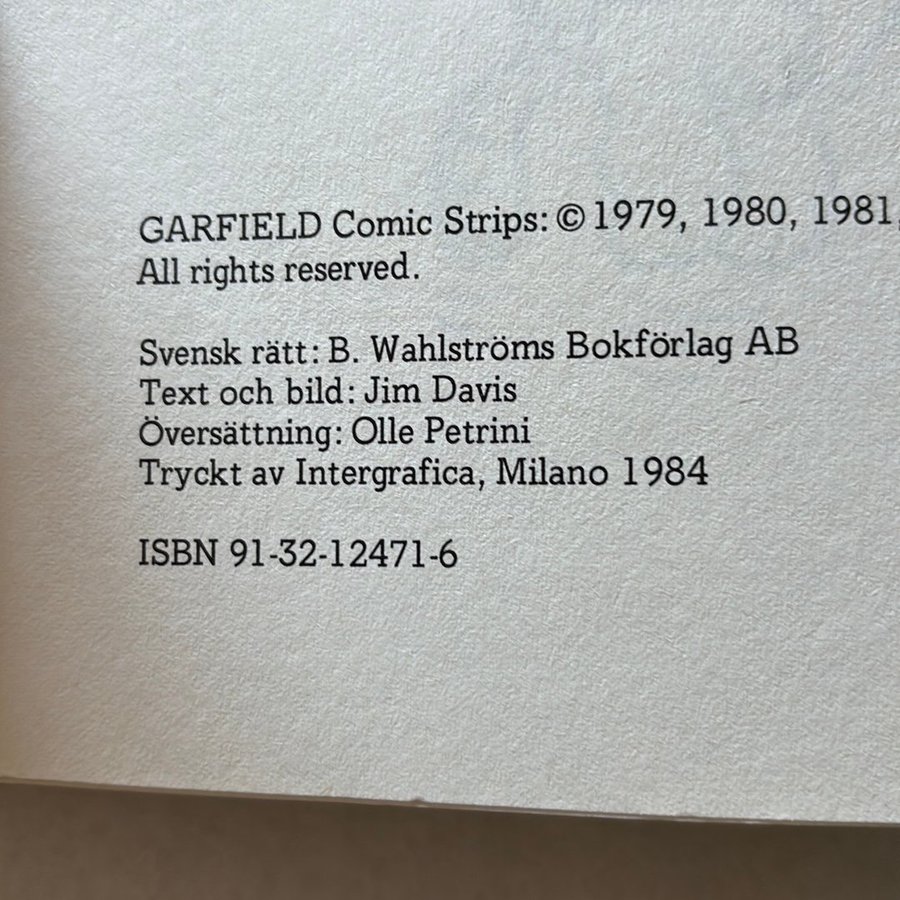 GARFIELD Comic Strips: © 1979, 1980, 1981,
All rights reserved.
Svensk rätt: B. Wahlströms Bokförlag AB
Text och bild: Jim Davis
Översättning: Olle Petrini
Tryckt av Intergrafica, Milano 1984
ISBN 91-32-12471-6